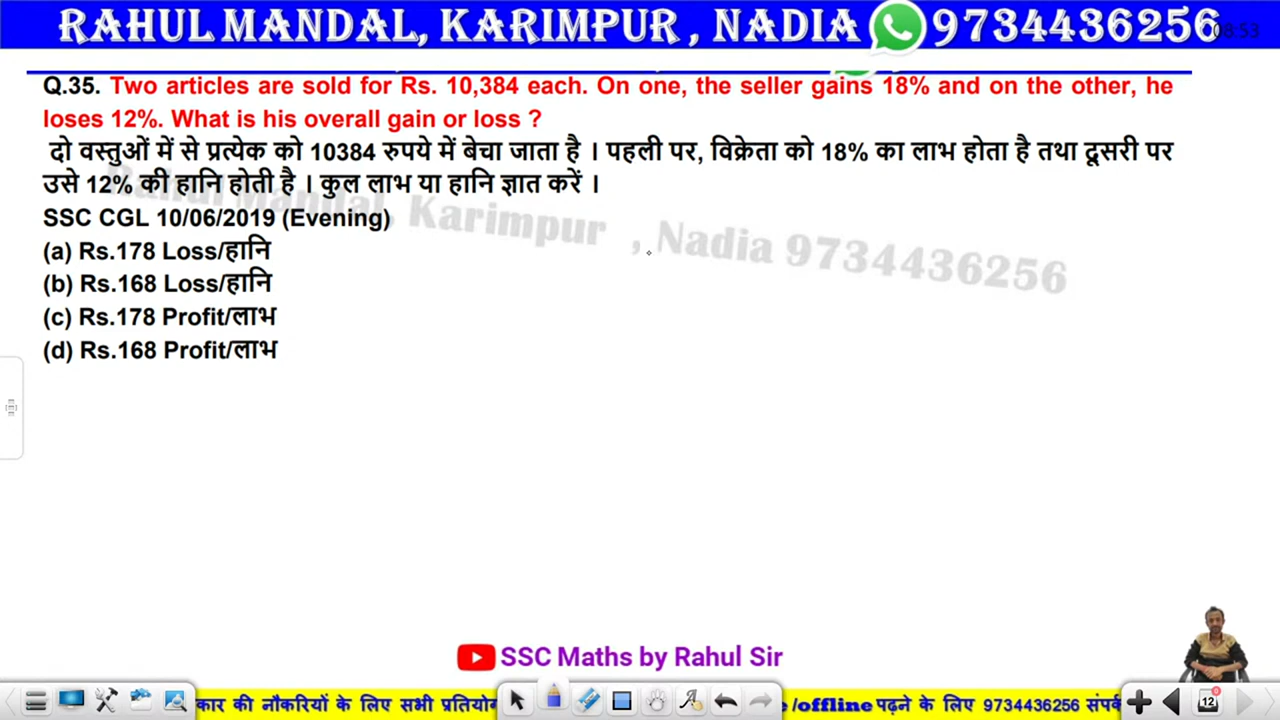 RAHUL MANDAL, KARIMPUR , NADIA 9734436256
08:53
Q.35. Two articles are sold for Rs. 10,384 each. On one, the seller gains 18% and on the other, he
loses 12%. What is his overall gain or loss ?
दो वस्तुओं में से प्रत्येक को 10384 रुपये में बेचा जाता है । पहली पर, विक्रेता को 18% का लाभ होता है तथा दूसरी पर
उसे 12% की हानि होती है । कुल लाभ या हानि ज्ञात करें ।
Rahul Mandal, Karimpur , Nadia 9734436256
SSC CGL 10/06/2019 (Evening)
(a) Rs.178 Loss/हानि
(b) Rs.168 Loss/हानि
(c) Rs.178 Profit/लाभ
(d) Rs.168 Profit/लाभ
SSC Maths by Rahul Sir
कार की नौकरियों के लिए सभी प्रतियोग
/offline पढ़ने के लिए 9734436256 संपर्क
12